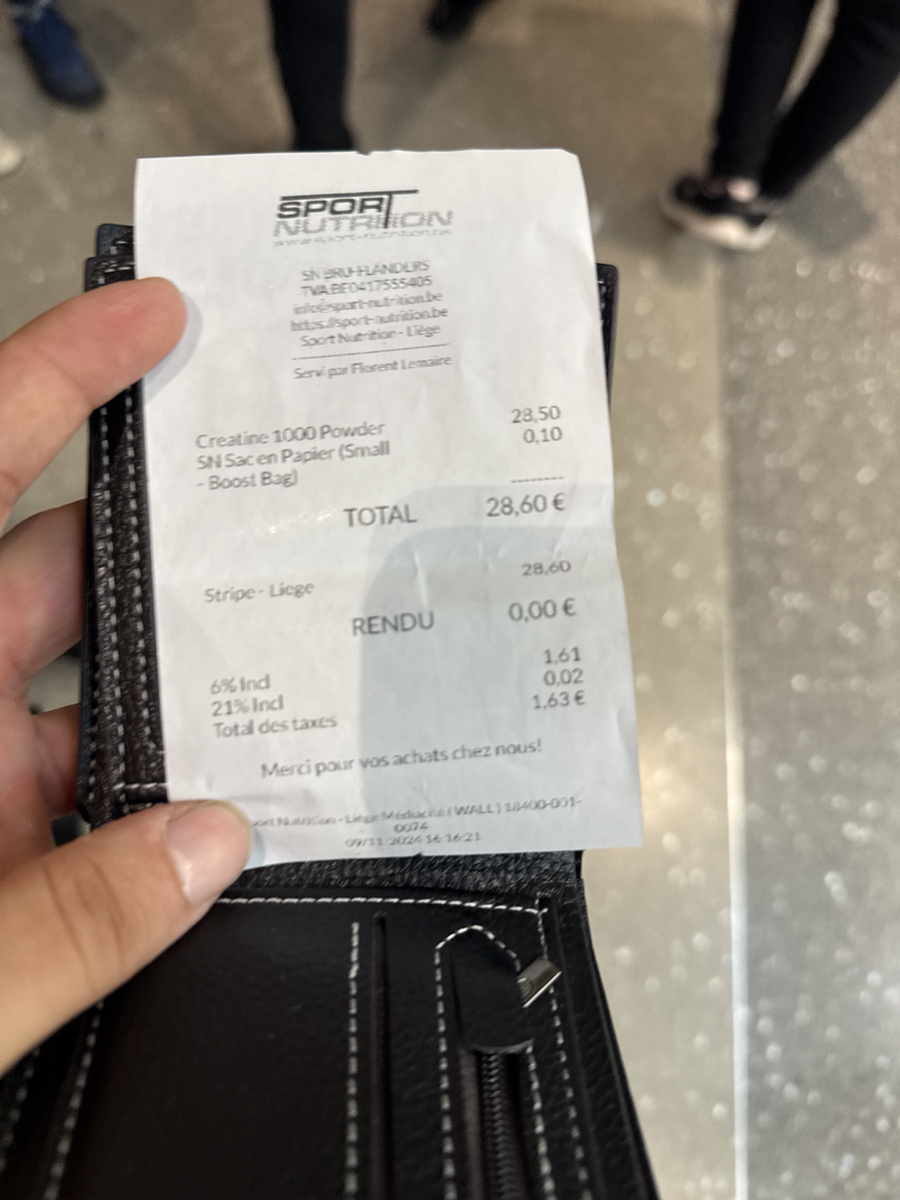 SPORT
NUTRITION
www.sport-nutrition.be
SN BRU-FLANDERS
TVA:BE0417555405
info@sport-nutrition.be
https://sport-nutrition.be
Sport Nutrition - Liège
Servi par Florent Lemaire
Creatine 1000 Powder 28,50
SN Sac en Papier (Small 0,10
- Boost Bag)
--------
TOTAL 28,60 €
Stripe - Liege 28,60
RENDU 0,00 €
6% Incl 1,61
21% Incl 0,02
Total des taxes 1,63 €
Merci pour vos achats chez nous!
Nutrition - Liège Médiacité (WALL) 18400-001-
0074
09/11/2024 16:16:21